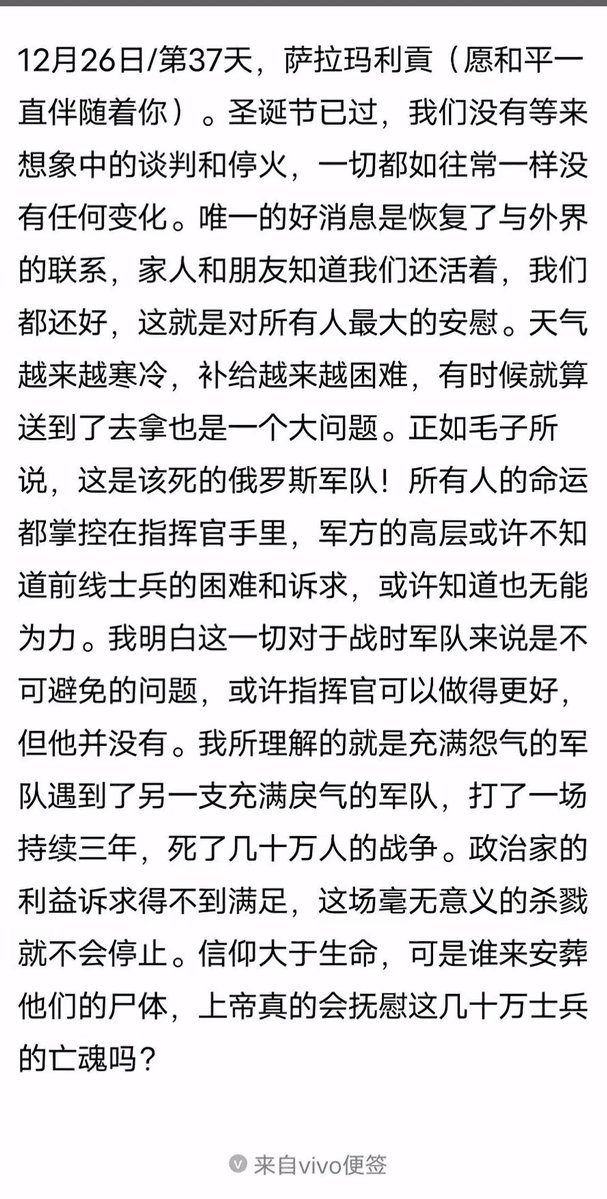 12月26日/第37天，萨拉玛利貢（愿和平一
直伴随着你）。圣诞节已过，我们没有等来
想象中的谈判和停火，一切都如往常一样没
有任何变化。唯一的好消息是恢复了与外界
的联系，家人和朋友知道我们还活着，我们
都还好，这就是对所有人最大的安慰。天气
越来越寒冷，补给越来越困难，有时候就算
送到了去拿也是一个大问题。正如毛子所
说，这是该死的俄罗斯军队！所有人的命运
都掌控在指挥官手里，军方的高层或许不知
道前线士兵的困难和诉求，或许知道也无能
为力。我明白这一切对于战时军队来说是不
可避免的问题，或许指挥官可以做得更好，
但他并没有。我所理解的就是充满怨气的军
队遇到了另一支充满戾气的军队，打了一场
持续三年，死了几十万人的战争。政治家的
利益诉求得不到满足，这场毫无意义的杀戮
就不会停止。信仰大于生命，可是谁来安葬
他们的尸体，上帝真的会抚慰这几十万士兵
的亡魂吗？
来自vivo便签